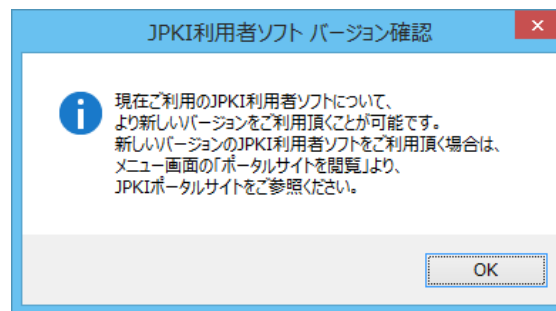 JPKI利用者ソフト バージョン確認
現在ご利用のJPKI利用者ソフトについて、
より新しいバージョンをご利用頂くことが可能です。
新しいバージョンのJPKI利用者ソフトをご利用頂く場合は、
メニュー画面の「ポータルサイトを閲覧」より、
JPKIポータルサイトをご参照ください。
OK